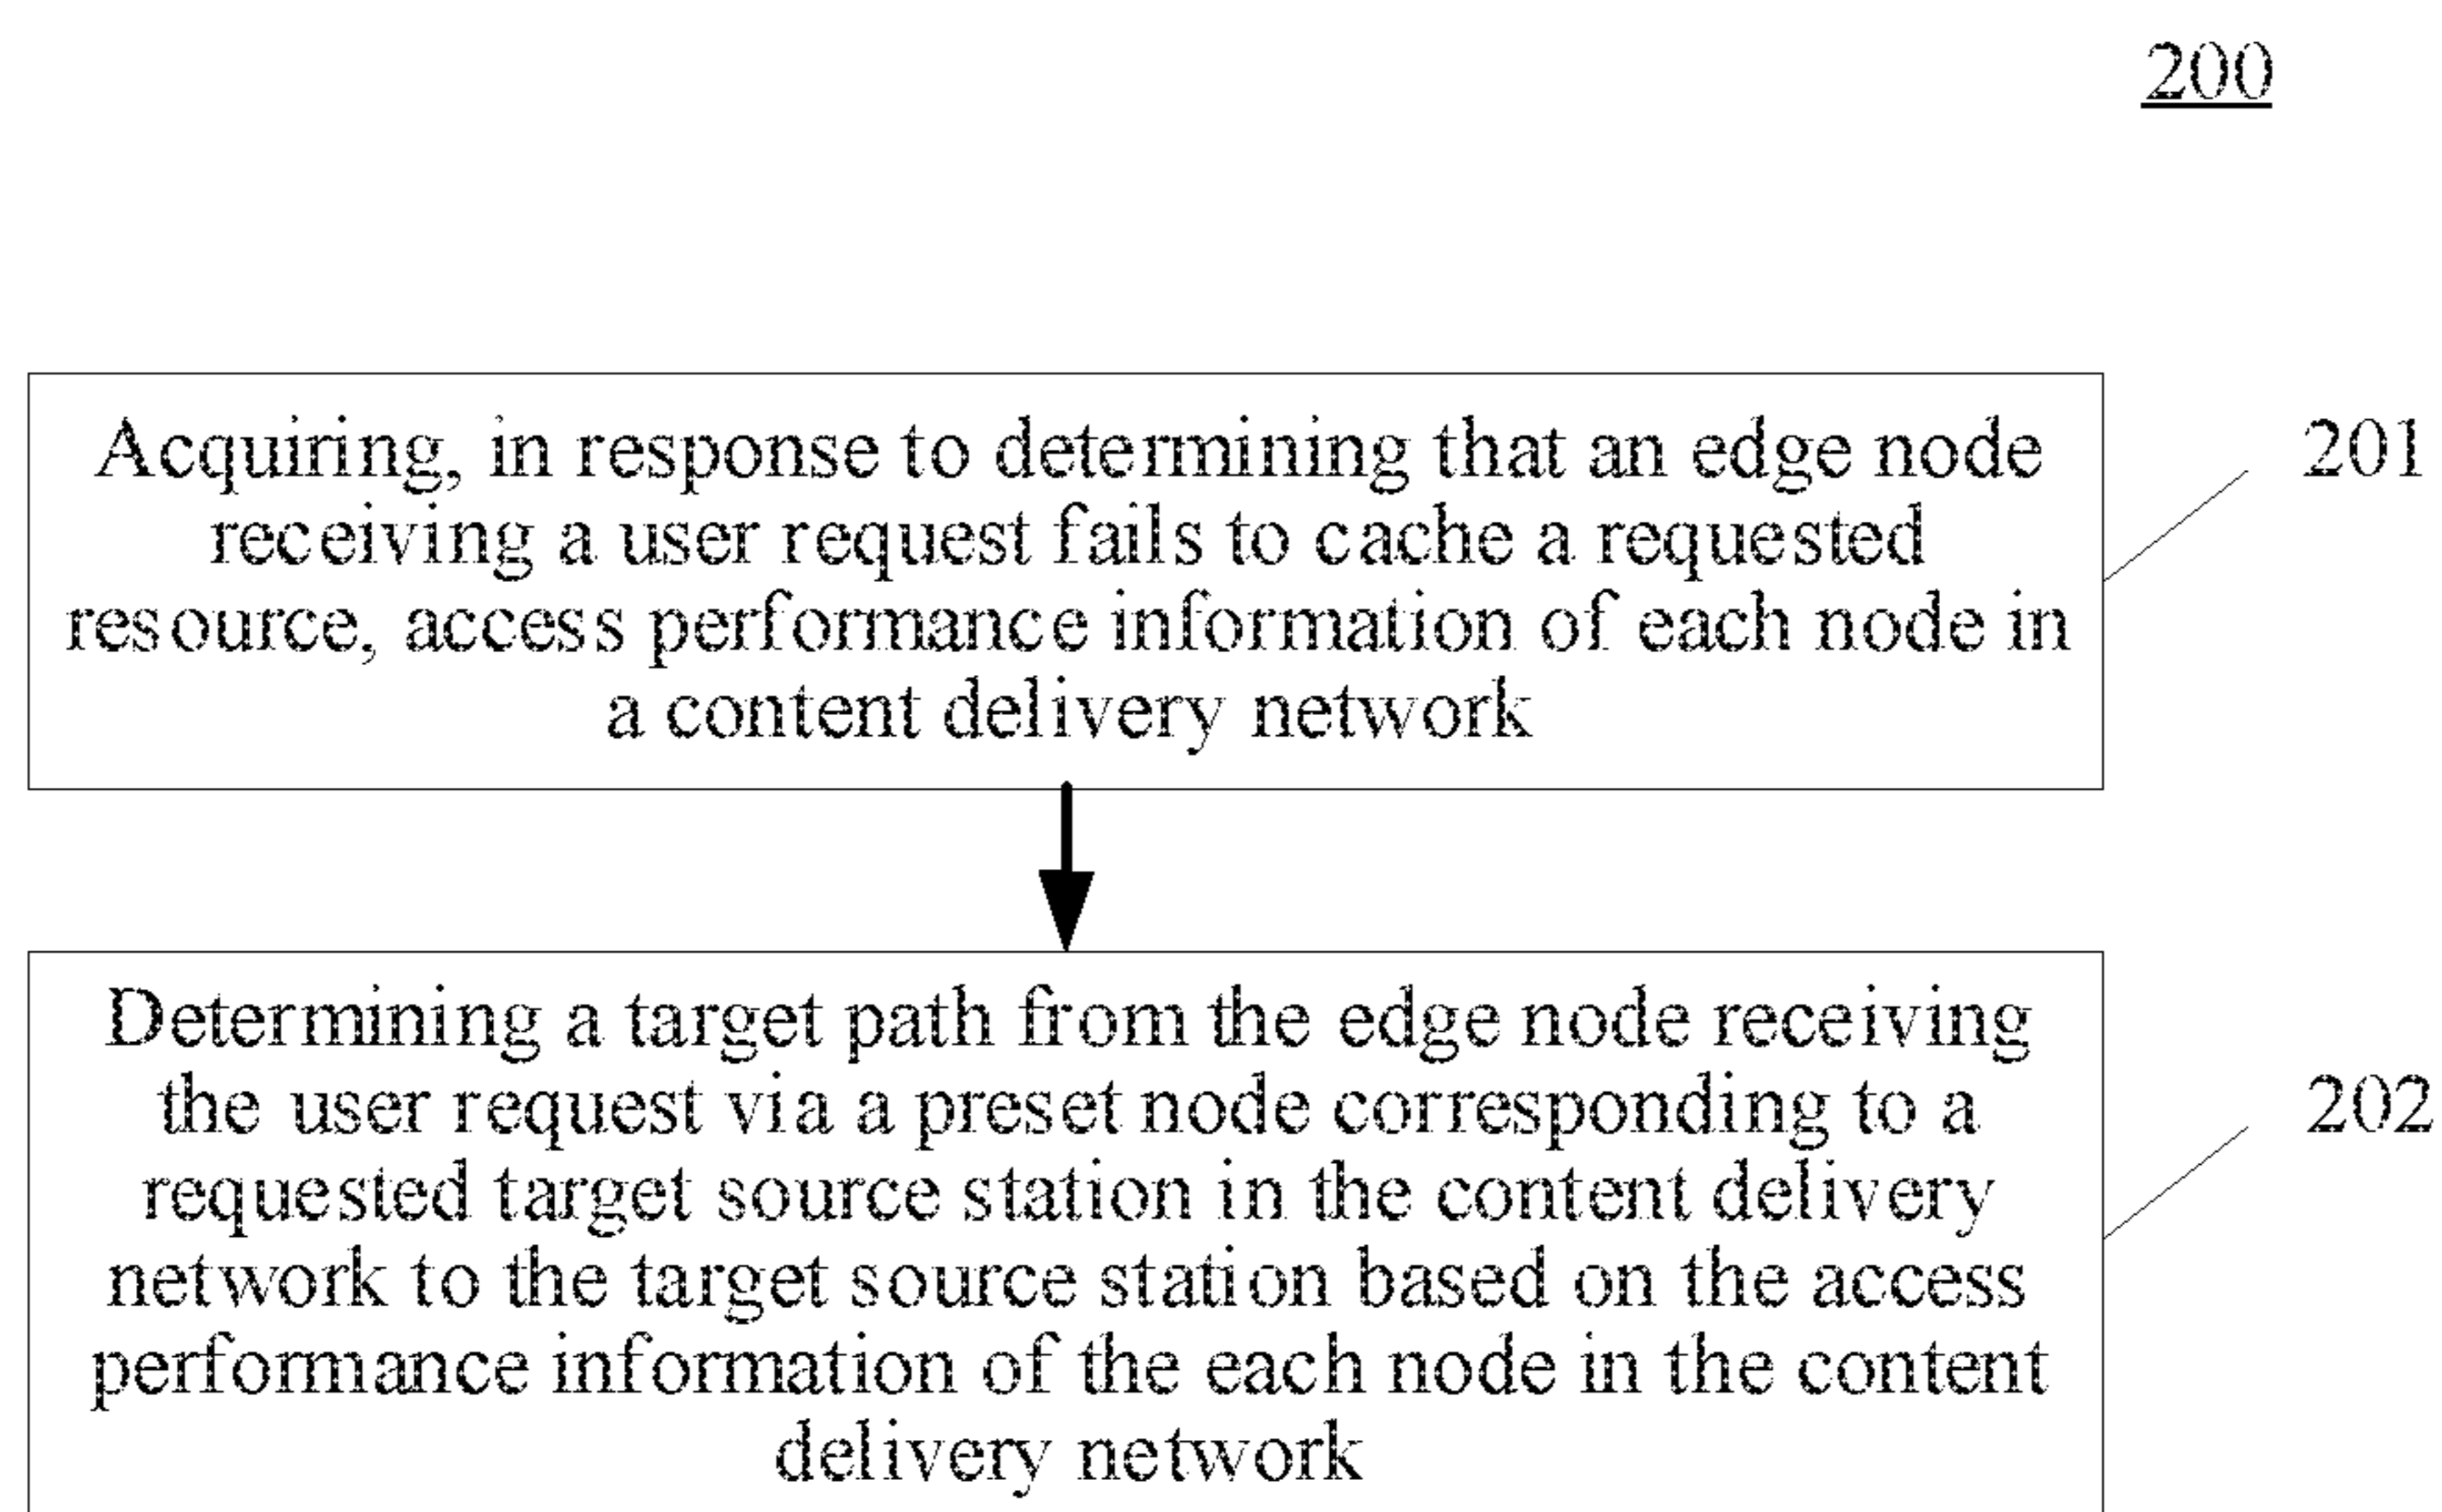 200
Acquiring, in response to determining that an edge node
receiving a user request fails to cache a requested
resource, access performance information of each node in
a content delivery network
201
Determining a target path from the edge node receiving
the user request via a preset node corresponding to a
requested target source station in the content delivery
network to the target source station based on the access
performance information of the each node in the content
delivery network
202